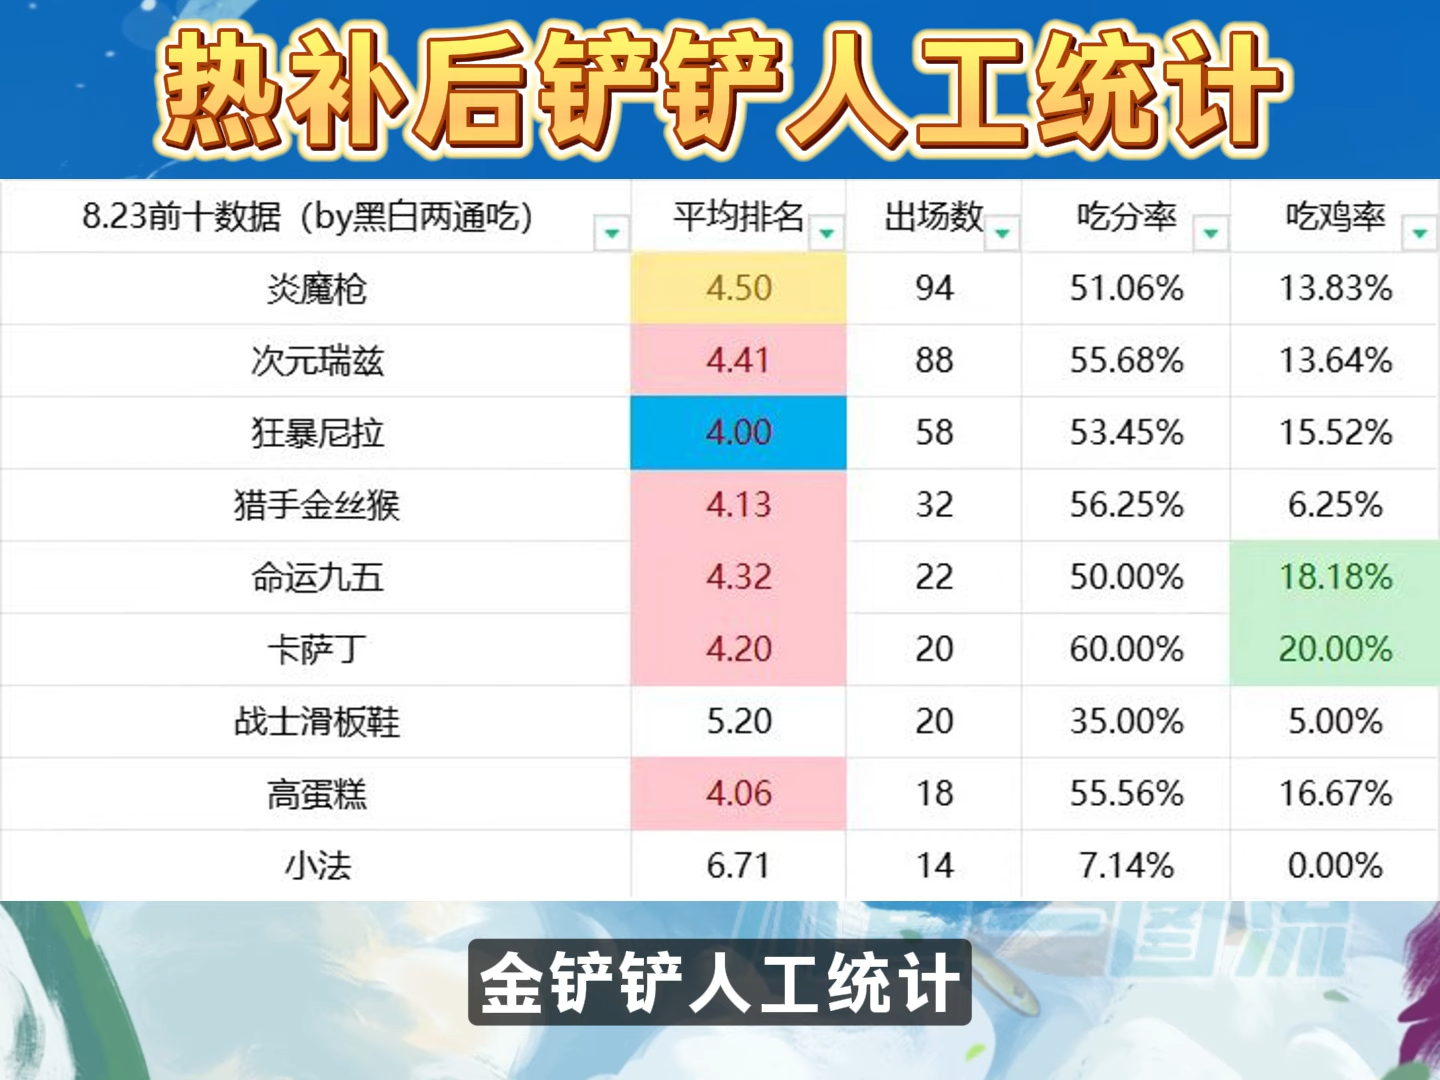 热补后铲铲人工统计
8.23前十数据（by黑白两通吃） 平均排名 出场数 吃分率 吃鸡率
炎魔枪 4.50 94 51.06% 13.83%
次元瑞兹 4.41 88 55.68% 13.64%
狂暴尼拉 4.00 58 53.45% 15.52%
猎手金丝猴 4.13 32 56.25% 6.25%
命运九五 4.32 22 50.00% 18.18%
卡萨丁 4.20 20 60.00% 20.00%
战士滑板鞋 5.20 20 35.00% 5.00%
高蛋糕 4.06 18 55.56% 16.67%
小法 6.71 14 7.14% 0.00%
金铲铲人工统计